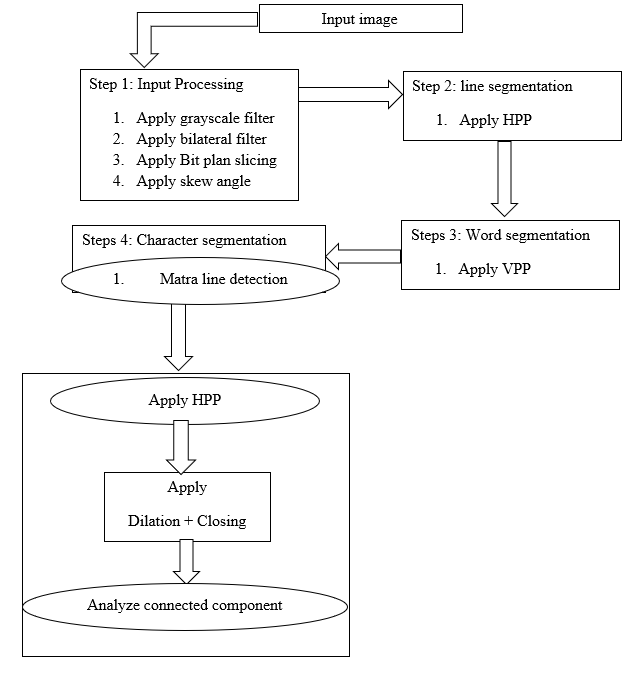 Input image
Step 1: Input Processing
1. Apply grayscale filter
2. Apply bilateral filter
3. Apply Bit plan slicing
4. Apply skew angle
Step 2: line segmentation
1. Apply HPP
Steps 3: Word segmentation
1. Apply VPP
Steps 4: Character segmentation
1. Matra line detection
Apply HPP
Apply
Dilation + Closing
Analyze connected component